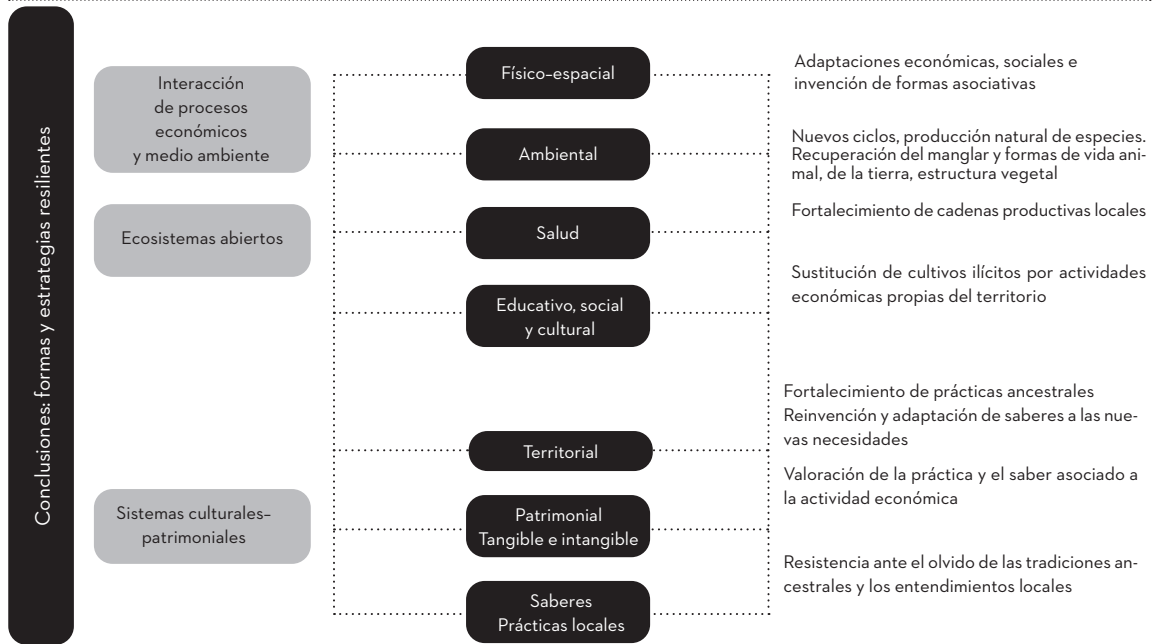 Conclusiones: formas y estrategias resilientes
Interacción
de procesos
económicos
y medio ambiente
Ecosistemas abiertos
Sistemas culturales–
patrimoniales
Físico-espacial
Ambiental
Salud
Educativo, social
y cultural
Territorial
Patrimonial
Tangible e intangible
Saberes
Prácticas locales
Adaptaciones económicas, sociales e
invención de formas asociativas
Nuevos ciclos, producción natural de especies.
Recuperación del manglar y formas de vida ani-
mal, de la tierra, estructura vegetal
Fortalecimiento de cadenas productivas locales
Sustitución de cultivos ilícitos por actividades
económicas propias del territorio
Fortalecimiento de prácticas ancestrales
Reinvención y adaptación de saberes a las nue-
vas necesidades
Valoración de la práctica y el saber asociado a
la actividad económica
Resistencia ante el olvido de las tradiciones an-
cestrales y los entendimientos locales